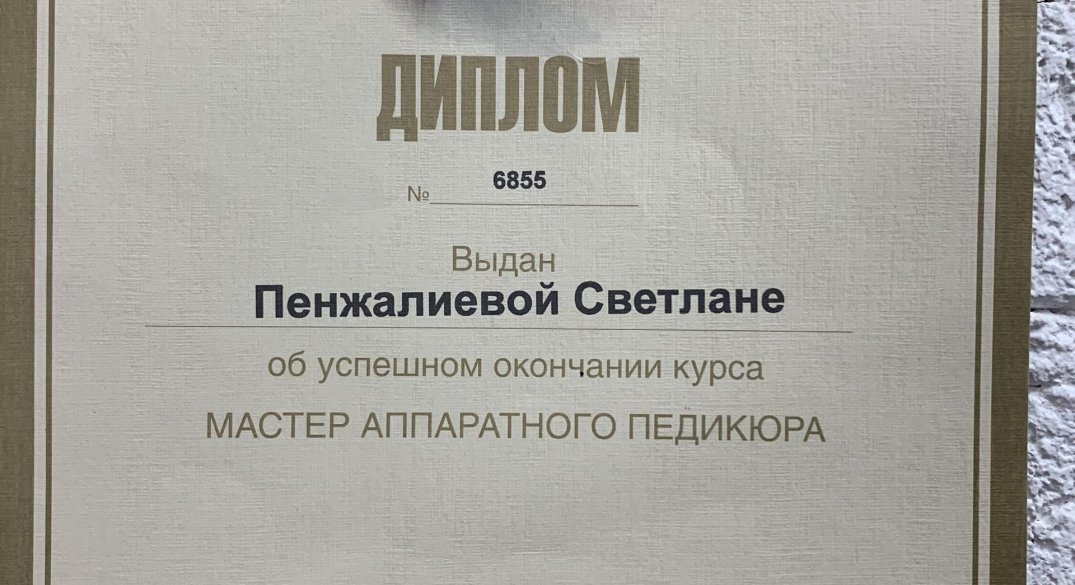 ДИПЛОМ
№ 6855
Выдан
Пенжалиевой Светлане
об успешном окончании курса
МАСТЕР АППАРАТНОГО ПЕДИКЮРА